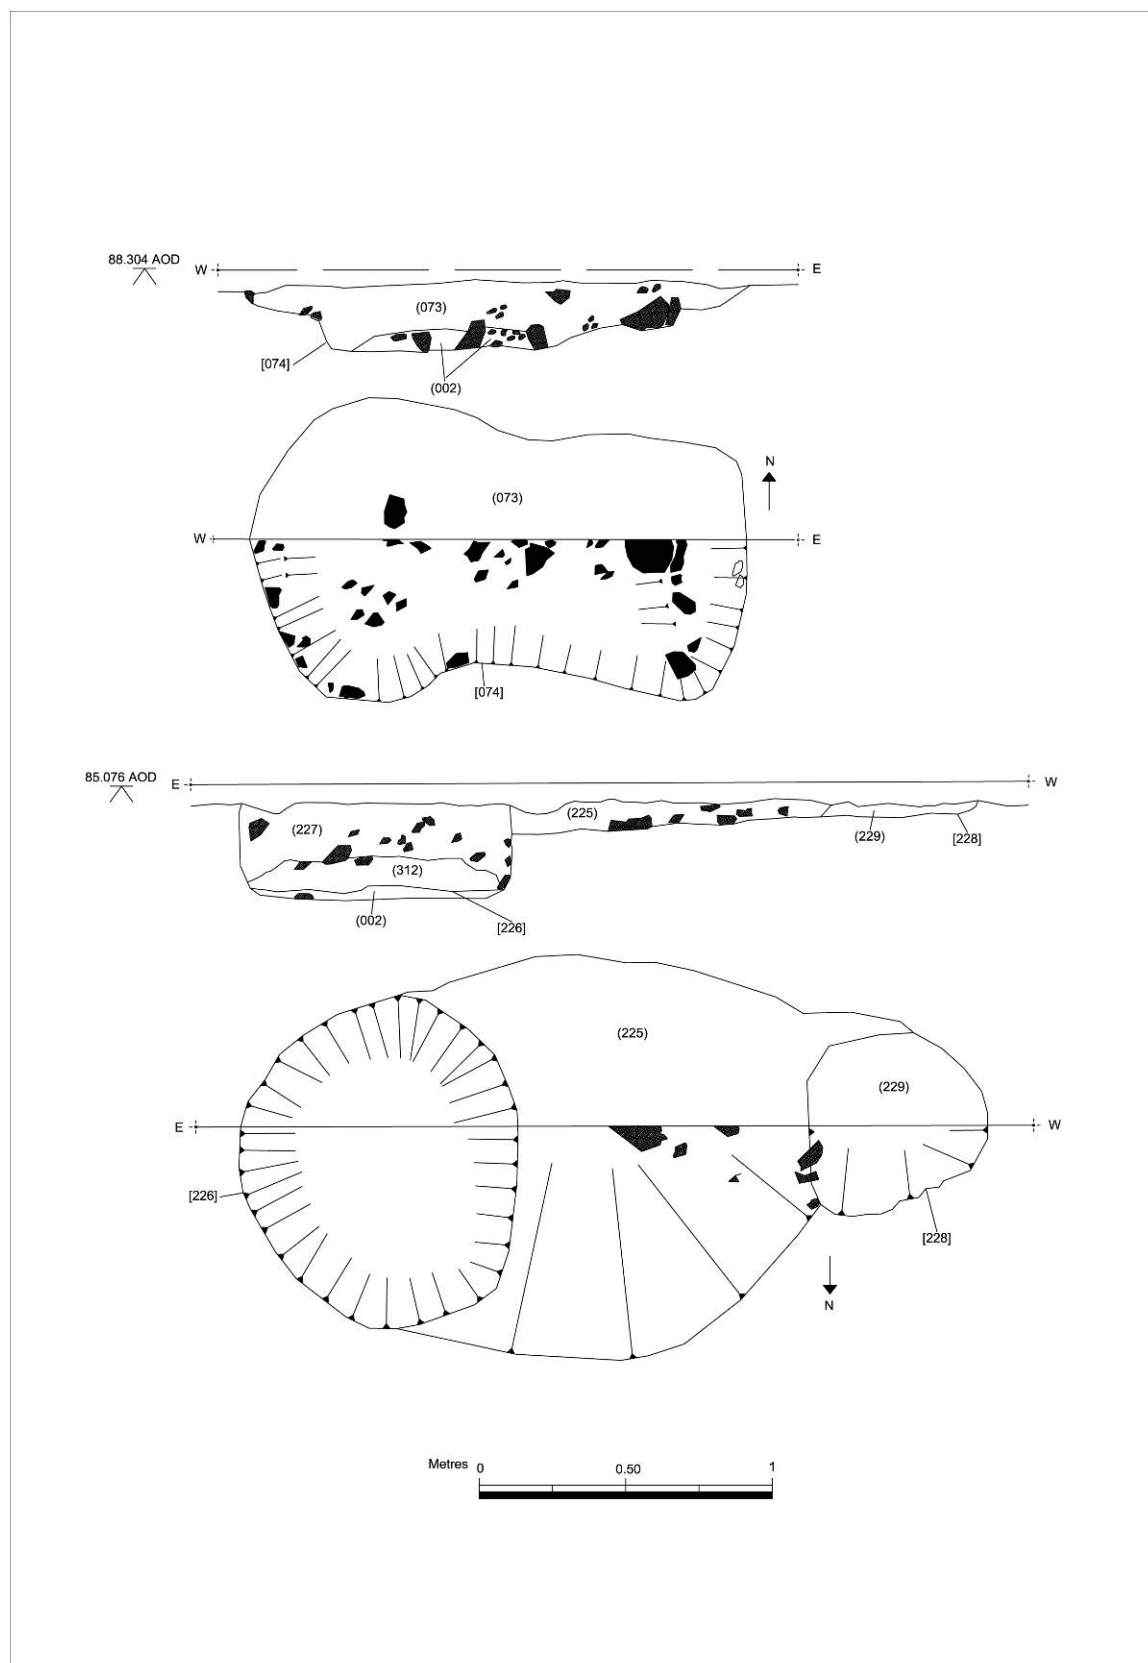 88.304 AOD
W E
(073)
[074]
(002)
N
(073)
W E
[074]
85.076 AOD
E W
(225)
(227)
(229) [228]
(312)
(002)
[226]
(225)
(229)
E W
[226]
[228]
N
Metres 0 0.50 1